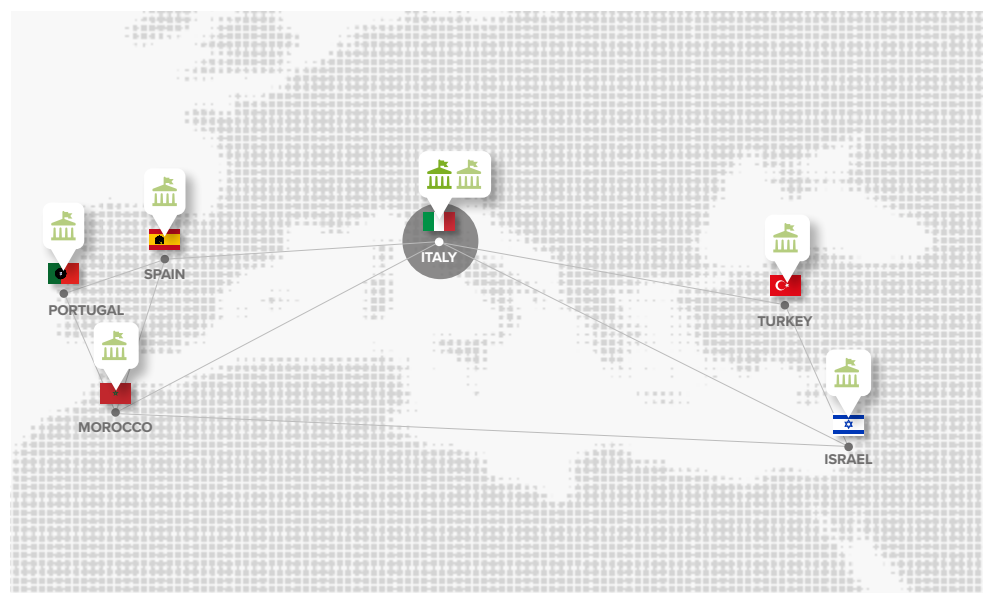 ITALY
SPAIN
PORTUGAL
TURKEY
MOROCCO
ISRAEL